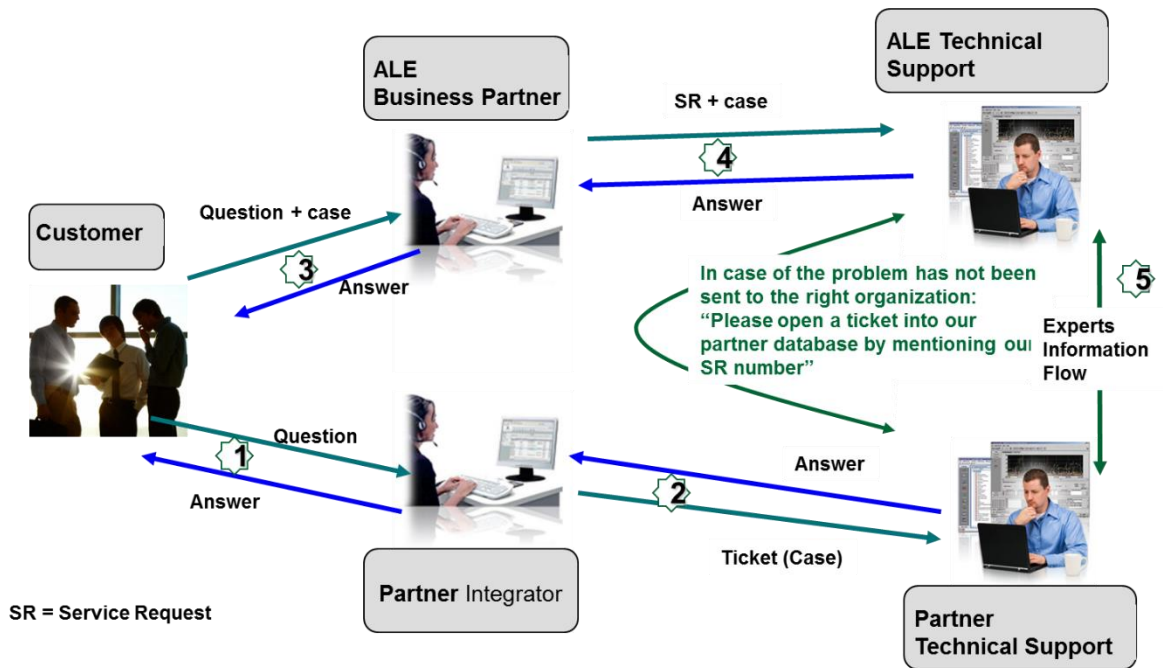 ALE Technical
Support
ALE
Business Partner
SR + case
4
Answer
Customer
Question + case
3
Answer
In case of the problem has not been
sent to the right organization:
“Please open a ticket into our
partner database by mentioning our
SR number”
5
Experts
Information
Flow
Question
1
Answer
Answer
2
Ticket (Case)
Partner Integrator
SR = Service Request
Partner
Technical Support